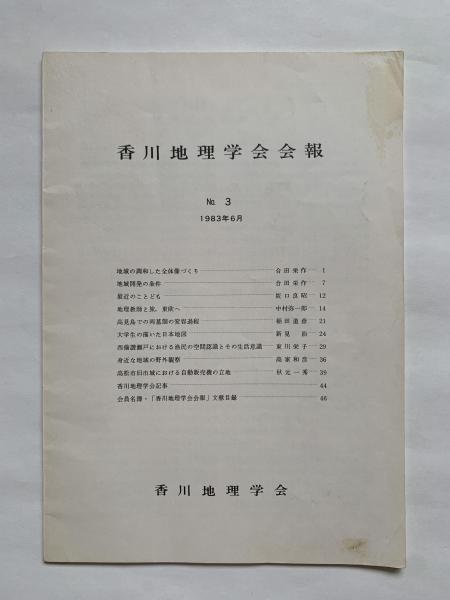 香川地理学会会報
№ 3
1983年6月
地域の調和した全体像づくり 合田栄作 1
地域開発の条件 合田栄作 7
最近のことども 坂口良昭 12
地理教師と旅，東欧へ 中村弥一郎 14
高見島での両墓制の変容過程 稲田道彦 21
大学生の描いた日本地図 新見治 24
西備讃瀬戸における漁民の空間認識とその生活意識 東川栄子 29
身近な地域の野外観察 高家和彦 36
高松市旧市域における自動販売機の立地 秋元一秀 39
香川地理学会記事 44
会員名簿・「香川地理学会会報」文献目録 46
香川地理学会